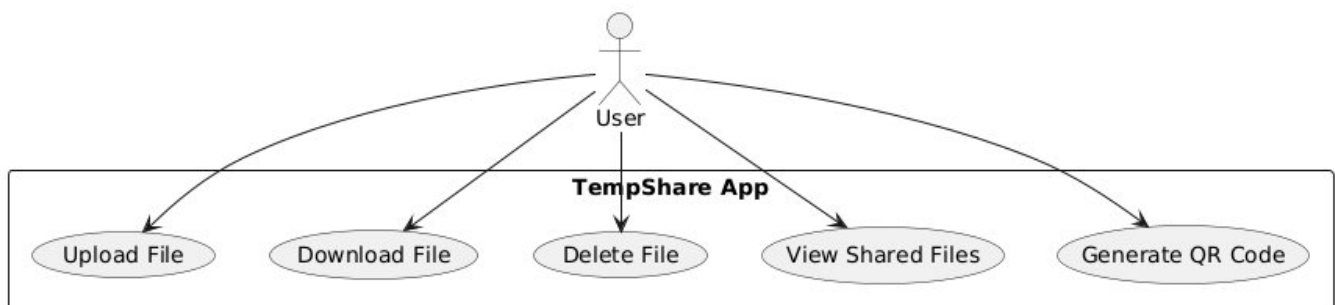 User
TempShare App
Upload File
Download File
Delete File
View Shared Files
Generate QR Code